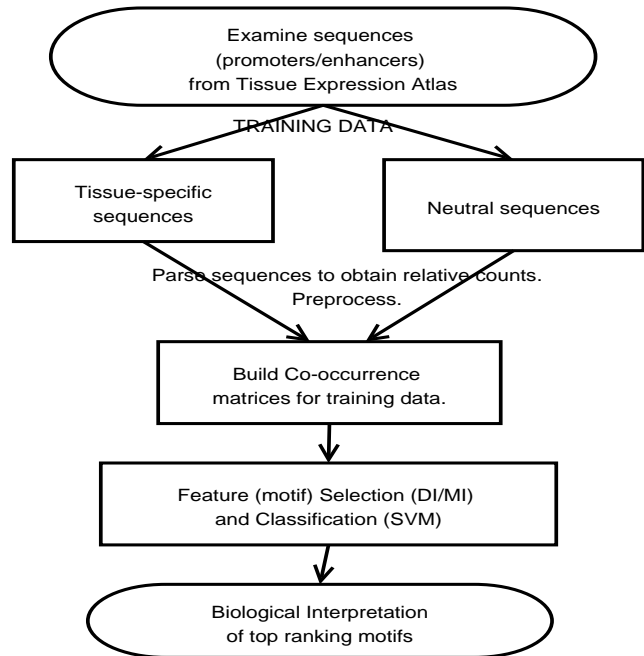 Examine sequences
(promoters/enhancers)
from Tissue Expression Atlas
TRAINING DATA
Tissue-specific
sequences
Neutral sequences
Parse sequences to obtain relative counts.
Preprocess.
Build Co-occurrence
matrices for training data.
Feature (motif) Selection (DI/MI)
and Classification (SVM)
Biological Interpretation
of top ranking motifs